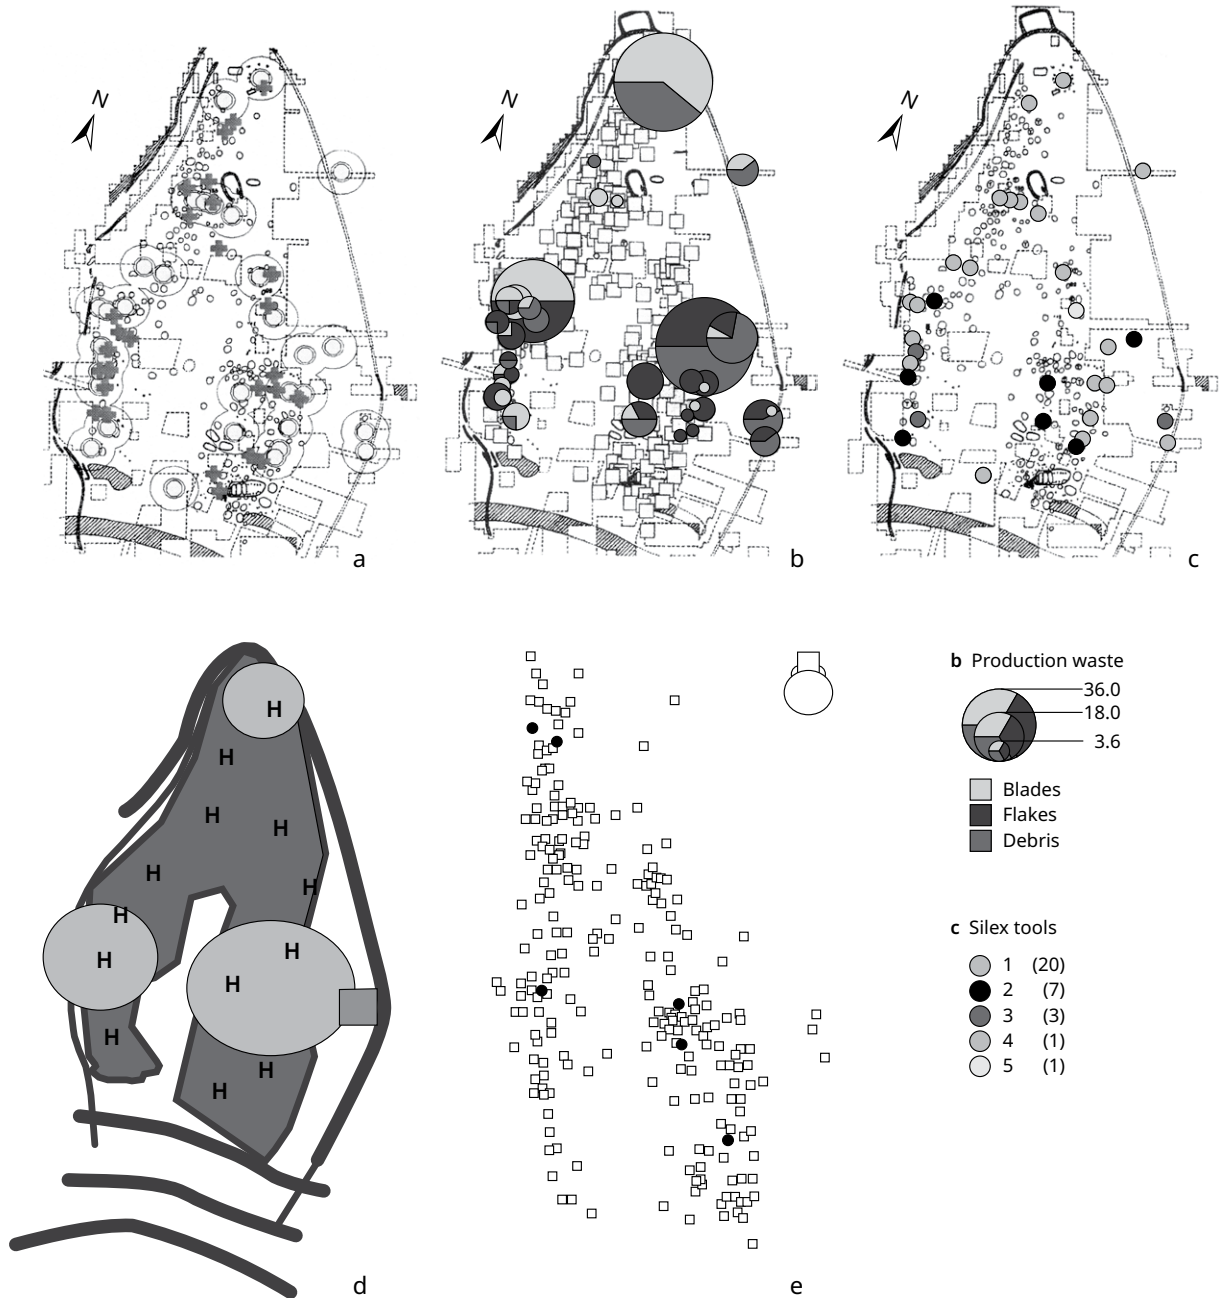 N
N
N
a
b
c
H
H
H
H
H
H
H
H
H
H
H
H
d
e
b Production waste
36.0
18.0
3.6
Blades
Flakes
Debris
c Silex tools
1 (20)
2 (7)
3 (3)
4 (1)
5 (1)